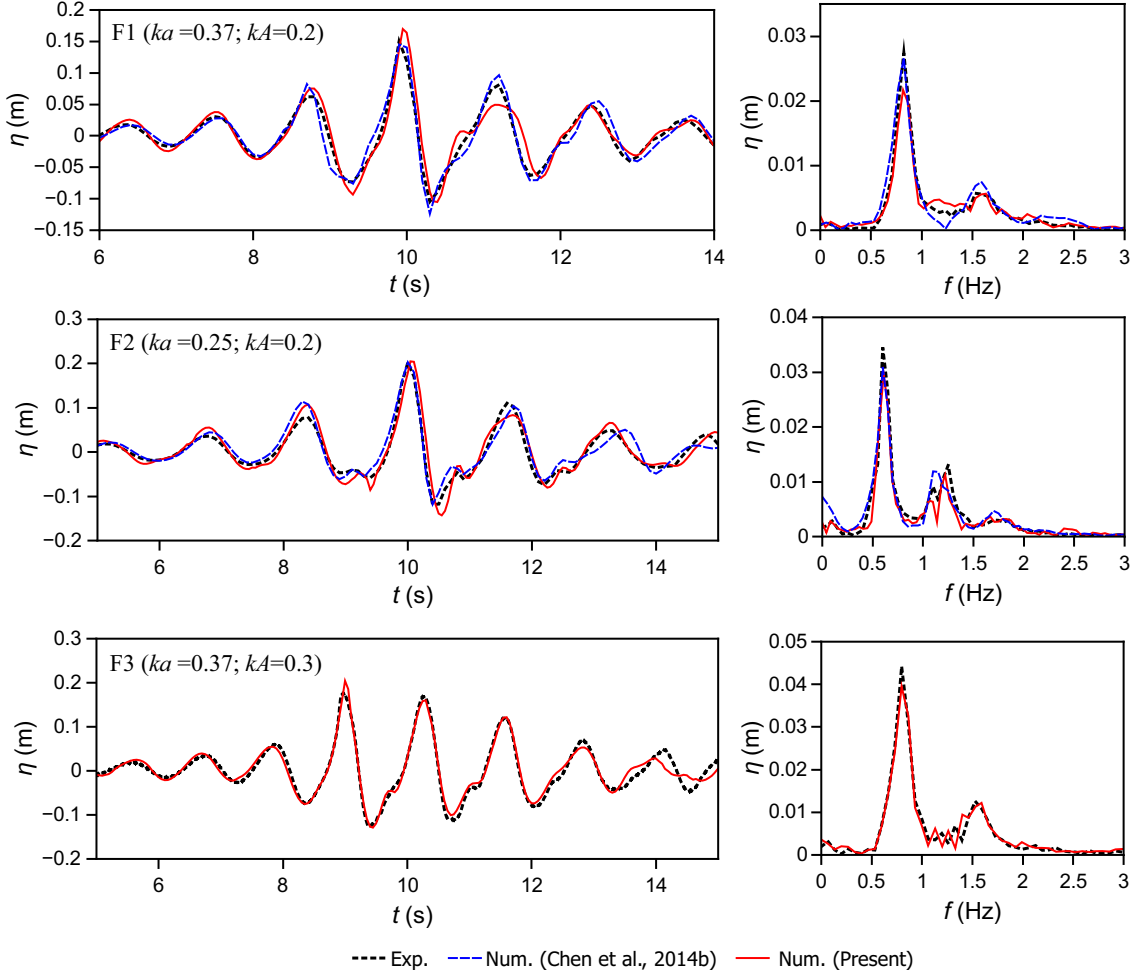 F1 (ka =0.37; kA=0.2)
η (m)
0.2
0.15
0.1
0.05
0
−0.05
−0.1
−0.15
6 8 10 12 14
t (s)
η (m)
0.03
0.02
0.01
0
0 0.5 1 1.5 2 2.5 3
f (Hz)
F2 (ka =0.25; kA=0.2)
η (m)
0.3
0.2
0.1
0
−0.1
−0.2
6 8 10 12 14
t (s)
η (m)
0.04
0.03
0.02
0.01
0
0 0.5 1 1.5 2 2.5 3
f (Hz)
F3 (ka =0.37; kA=0.3)
η (m)
0.3
0.2
0.1
0
−0.1
−0.2
6 8 10 12 14
t (s)
η (m)
0.05
0.04
0.03
0.02
0.01
0
0 0.5 1 1.5 2 2.5 3
f (Hz)
Exp. Num. (Chen et al., 2014b) Num. (Present)